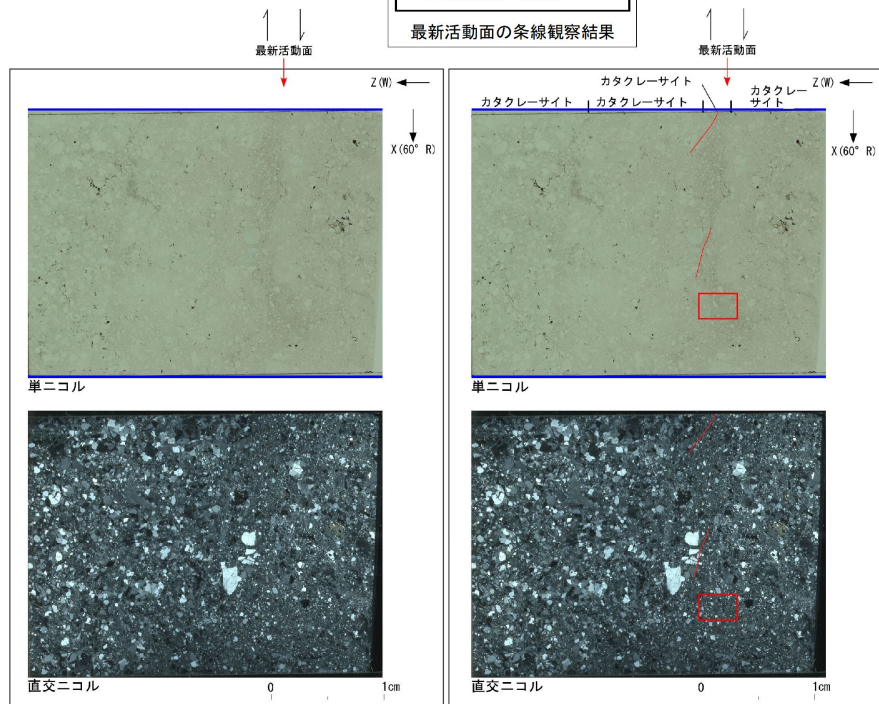 最新活動面の条線観察結果
最新活動面
Z(W)
X(60° R)
単ニコル
直交ニコル
0
1cm
最新活動面
カタクレーサイト
Z(W)
カタクレーサイト
カタクレーサイト
カタクレー
サイト
X(60° R)
単ニコル
直交ニコル
0
1cm